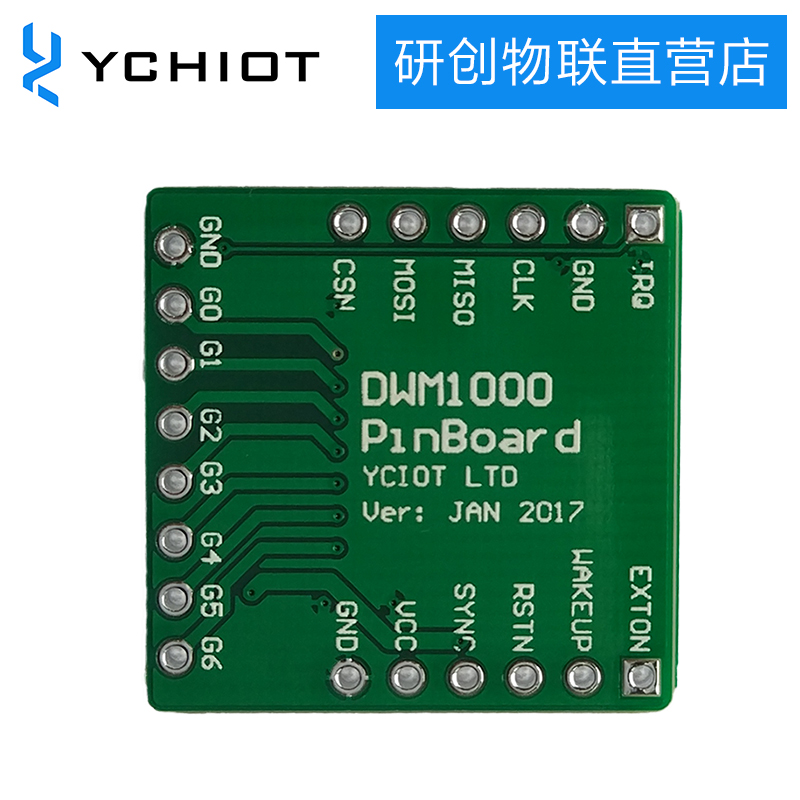 研创物联直营店
YCHIOT
IRQ
GND
CLK
MISO
MOSI
CSN
DWM1000
PinBoard
YCIOT LTD
Ver: JAN 2017
EXTON
WAKEUP
RSTN
SYNC
VCC
GND
GND G0 G1 G2 G3 G4 G5 G6